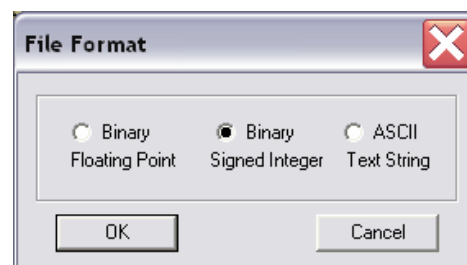 File Format
Binary Binary ASCII
Floating Point Signed Integer Text String
OK Cancel